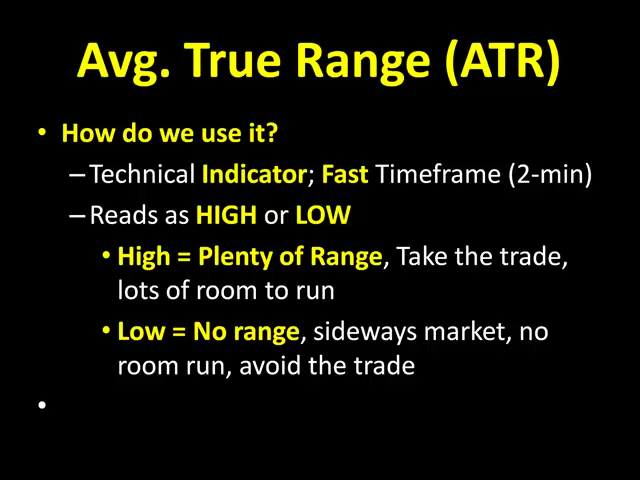 Avg. True Range (ATR)
• How do we use it?
–Technical Indicator; Fast Timeframe (2-min)
–Reads as HIGH or LOW
• High = Plenty of Range, Take the trade,
lots of room to run
• Low = No range, sideways market, no
room run, avoid the trade
•